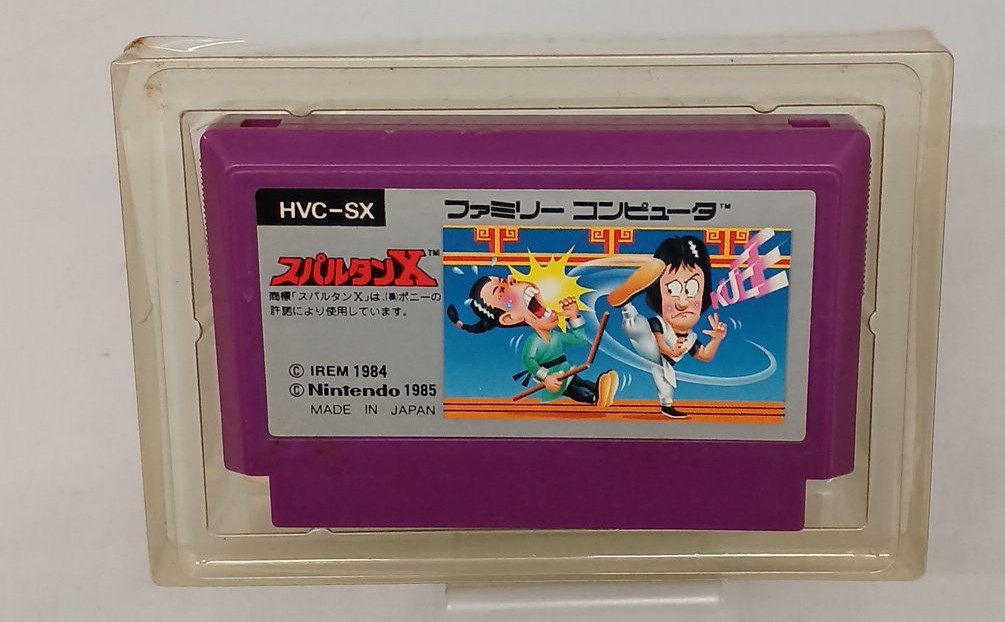 HVC-SX
ファミリー コンピュータ™
スパルタンX™
商標「スパルタンX」は、㈱ポニーの
許諾により使用しています。
© IREM 1984
© Nintendo 1985
MADE IN JAPAN